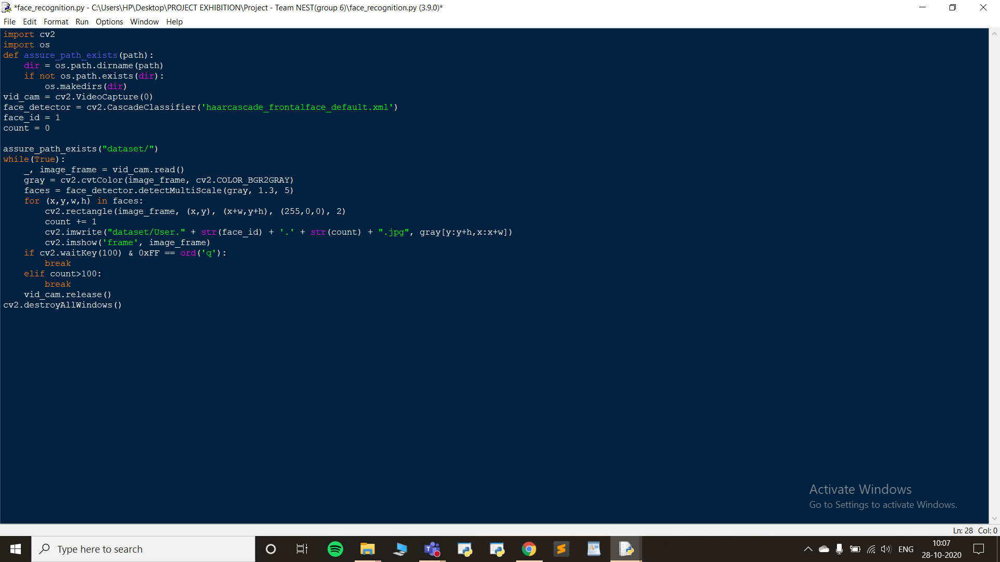 *face_recognition.py - C:\Users\HP\Desktop\PROJECT EXHIBITION\Project - Team NEST(group 6)\face_recognition.py (3.9.0)*
File Edit Format Run Options Window Help
import cv2
import os
def assure_path_exists(path):
    dir = os.path.dirname(path)
    if not os.path.exists(dir):
        os.makedirs(dir)
vid_cam = cv2.VideoCapture(0)
face_detector = cv2.CascadeClassifier('haarcascade_frontalface_default.xml')
face_id = 1
count = 0

assure_path_exists("dataset/")
while(True):
    _, image_frame = vid_cam.read()
    gray = cv2.cvtColor(image_frame, cv2.COLOR_BGR2GRAY)
    faces = face_detector.detectMultiScale(gray, 1.3, 5)
    for (x,y,w,h) in faces:
        cv2.rectangle(image_frame, (x,y), (x+w,y+h), (255,0,0), 2)
        count += 1
        cv2.imwrite("dataset/User." + str(face_id) + '.' + str(count) + ".jpg", gray[y:y+h,x:x+w])
        cv2.imshow('frame', image_frame)
    if cv2.waitKey(100) & 0xFF == ord('q'):
        break
    elif count>100:
        break
    vid_cam.release()
cv2.destroyAllWindows()
Activate Windows
Go to Settings to activate Windows.
Ln: 28 Col: 0
Type here to search
ENG
10:07
28-10-2020